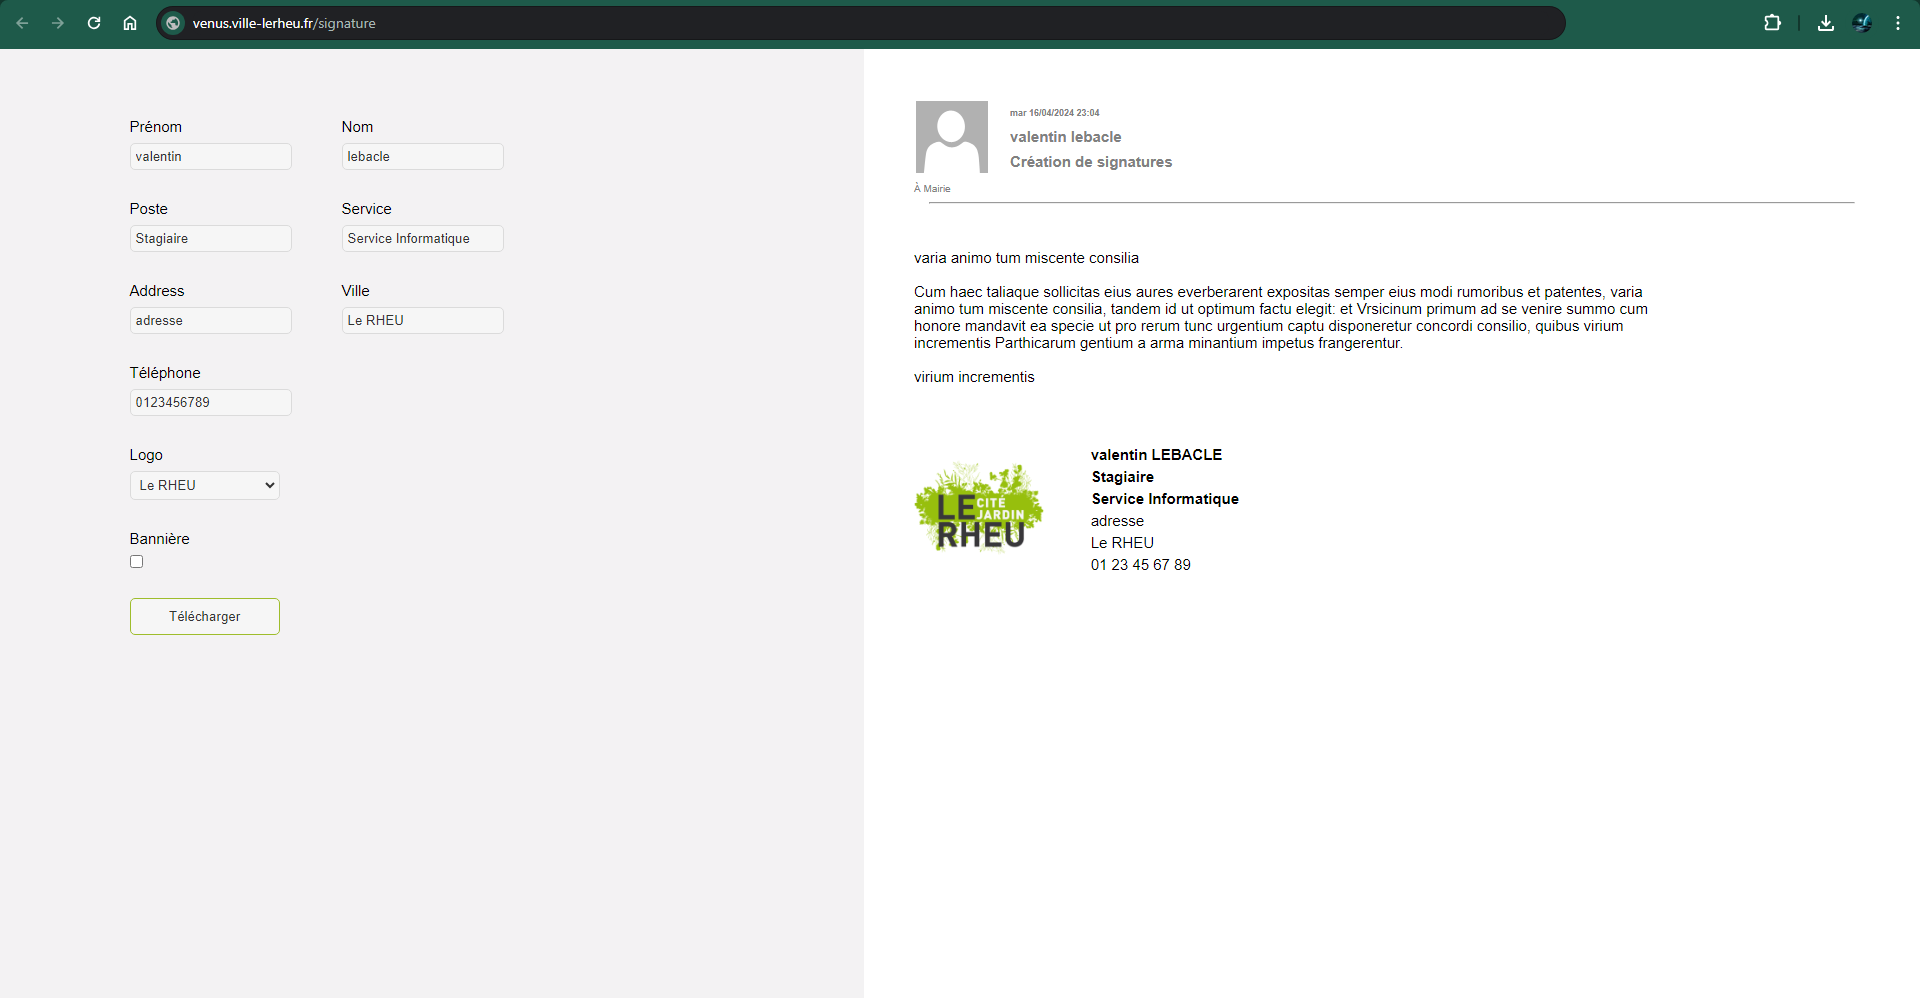 venus.ville-lerheu.fr/signature
Prénom
Nom
valentin
lebacle
Poste
Service
Stagiaire
Service Informatique
Address
Ville
adresse
Le RHEU
Téléphone
0123456789
Logo
Le RHEU
Bannière
Télécharger
mar 16/04/2024 23:04
valentin lebacle
Création de signatures
À Mairie
varia animo tum miscente consilia
Cum haec taliaque sollicitas eius aures everberarent expositas semper eius modi rumoribus et patentes, varia
animo tum miscente consilia, tandem id ut optimum factu elegit: et Vrsicinum primum ad se venire summo cum
honore mandavit ea specie ut pro rerum tunc urgentium captu disponeretur concordi consilio, quibus virium
incrementis Parthicarum gentium a arma minantium impetus frangerentur.
virium incrementis
LE CITÉ JARDIN
RHEU
valentin LEBACLE
Stagiaire
Service Informatique
adresse
Le RHEU
01 23 45 67 89